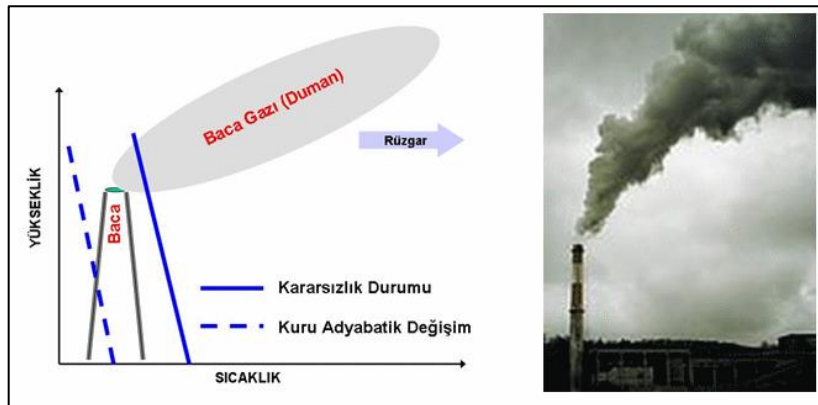 Baca Gazı (Duman)
Rüzgar
YÜKSEKLİK
Baca
Kararsızlık Durumu
Kuru Adyabatik Değişim
SICAKLIK